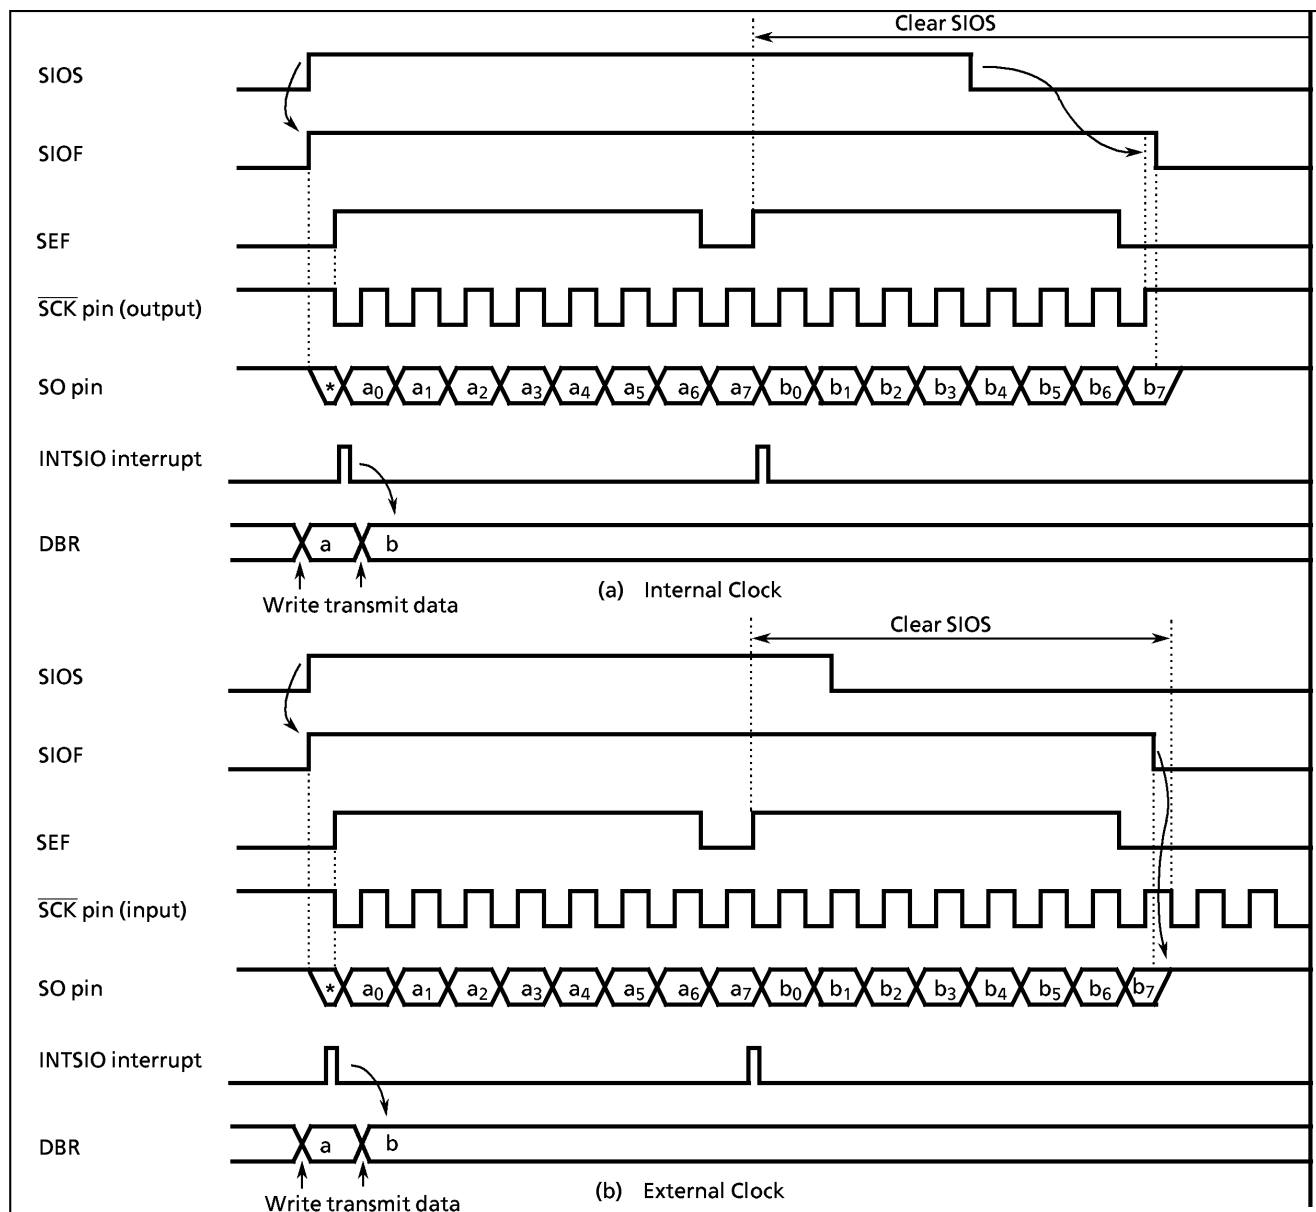 Clear SIOS
SIOS
SIOF
SEF
S̅C̅K̅ pin (output)
SO pin * a₀ a₁ a₂ a₃ a₄ a₅ a₆ a₇ b₀ b₁ b₂ b₃ b₄ b₅ b₆ b₇
INTSIO interrupt
DBR a b
Write transmit data
(a) Internal Clock
Clear SIOS
SIOS
SIOF
SEF
S̅C̅K̅ pin (input)
SO pin * a₀ a₁ a₂ a₃ a₄ a₅ a₆ a₇ b₀ b₁ b₂ b₃ b₄ b₅ b₆ b₇
INTSIO interrupt
DBR a b
Write transmit data
(b) External Clock